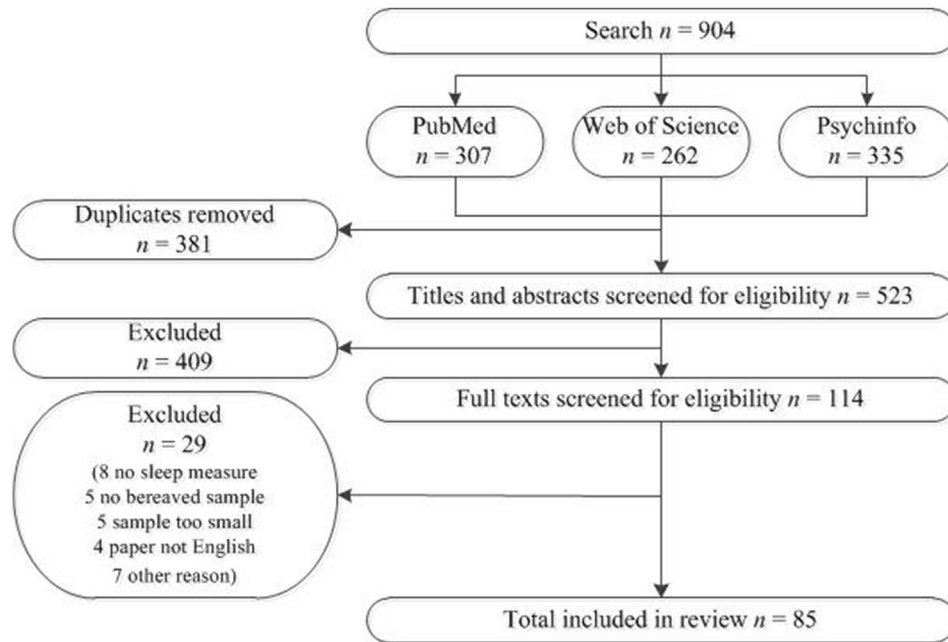 Search n = 904
PubMed
n = 307
Web of Science
n = 262
Psychinfo
n = 335
Duplicates removed
n = 381
Titles and abstracts screened for eligibility n = 523
Excluded
n = 409
Full texts screened for eligibility n = 114
Excluded
n = 29
(8 no sleep measure
5 no bereaved sample
5 sample too small
4 paper not English
7 other reason)
Total included in review n = 85